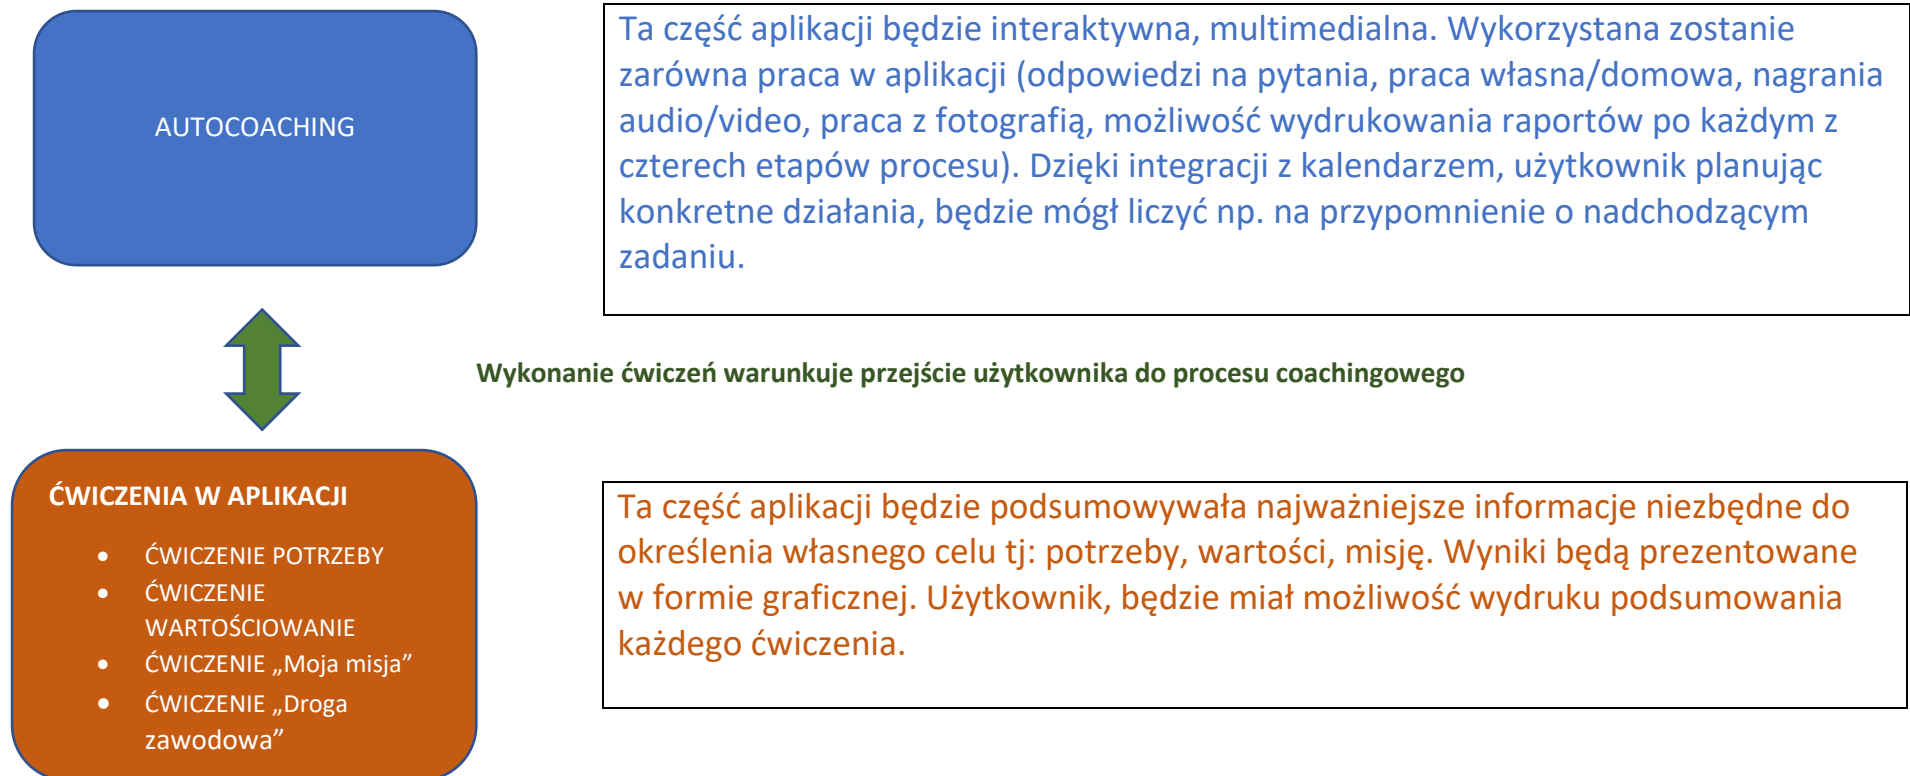 AUTOCOACHING
Ta część aplikacji będzie interaktywna, multimedialna. Wykorzystana zostanie
zarówna praca w aplikacji (odpowiedzi na pytania, praca własna/domowa, nagrania
audio/video, praca z fotografią, możliwość wydrukowania raportów po każdym z
czterech etapów procesu). Dzięki integracji z kalendarzem, użytkownik planując
konkretne działania, będzie mógł liczyć np. na przypomnienie o nadchodzącym
zadaniu.
Wykonanie ćwiczeń warunkuje przejście użytkownika do procesu coachingowego
ĆWICZENIA W APLIKACJI
• ĆWICZENIE POTRZEBY
• ĆWICZENIE
WARTOŚCIOWANIE
• ĆWICZENIE „Moja misja”
• ĆWICZENIE „Droga
zawodowa”
Ta część aplikacji będzie podsumowywała najważniejsze informacje niezbędne do
określenia własnego celu tj: potrzeby, wartości, misję. Wyniki będą prezentowane
w formie graficznej. Użytkownik, będzie miał możliwość wydruku podsumowania
każdego ćwiczenia.